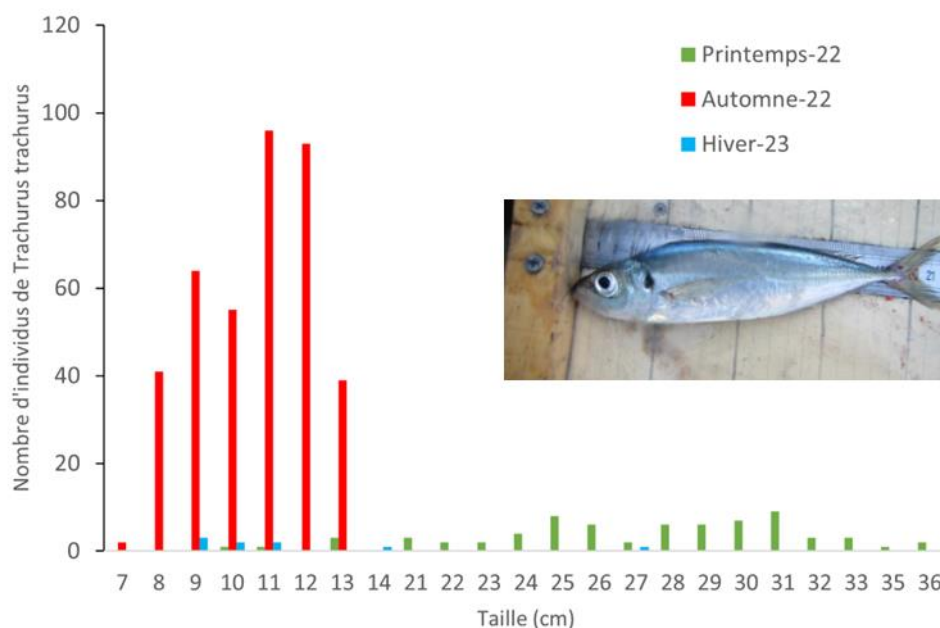 120
100
80
60
40
20
0
Nombre d'individus de Trachurus trachurus
Printemps-22
Automne-22
Hiver-23
21
7 8 9 10 11 12 13 14 21 22 23 24 25 26 27 28 29 30 31 32 33 35 36
Taille (cm)